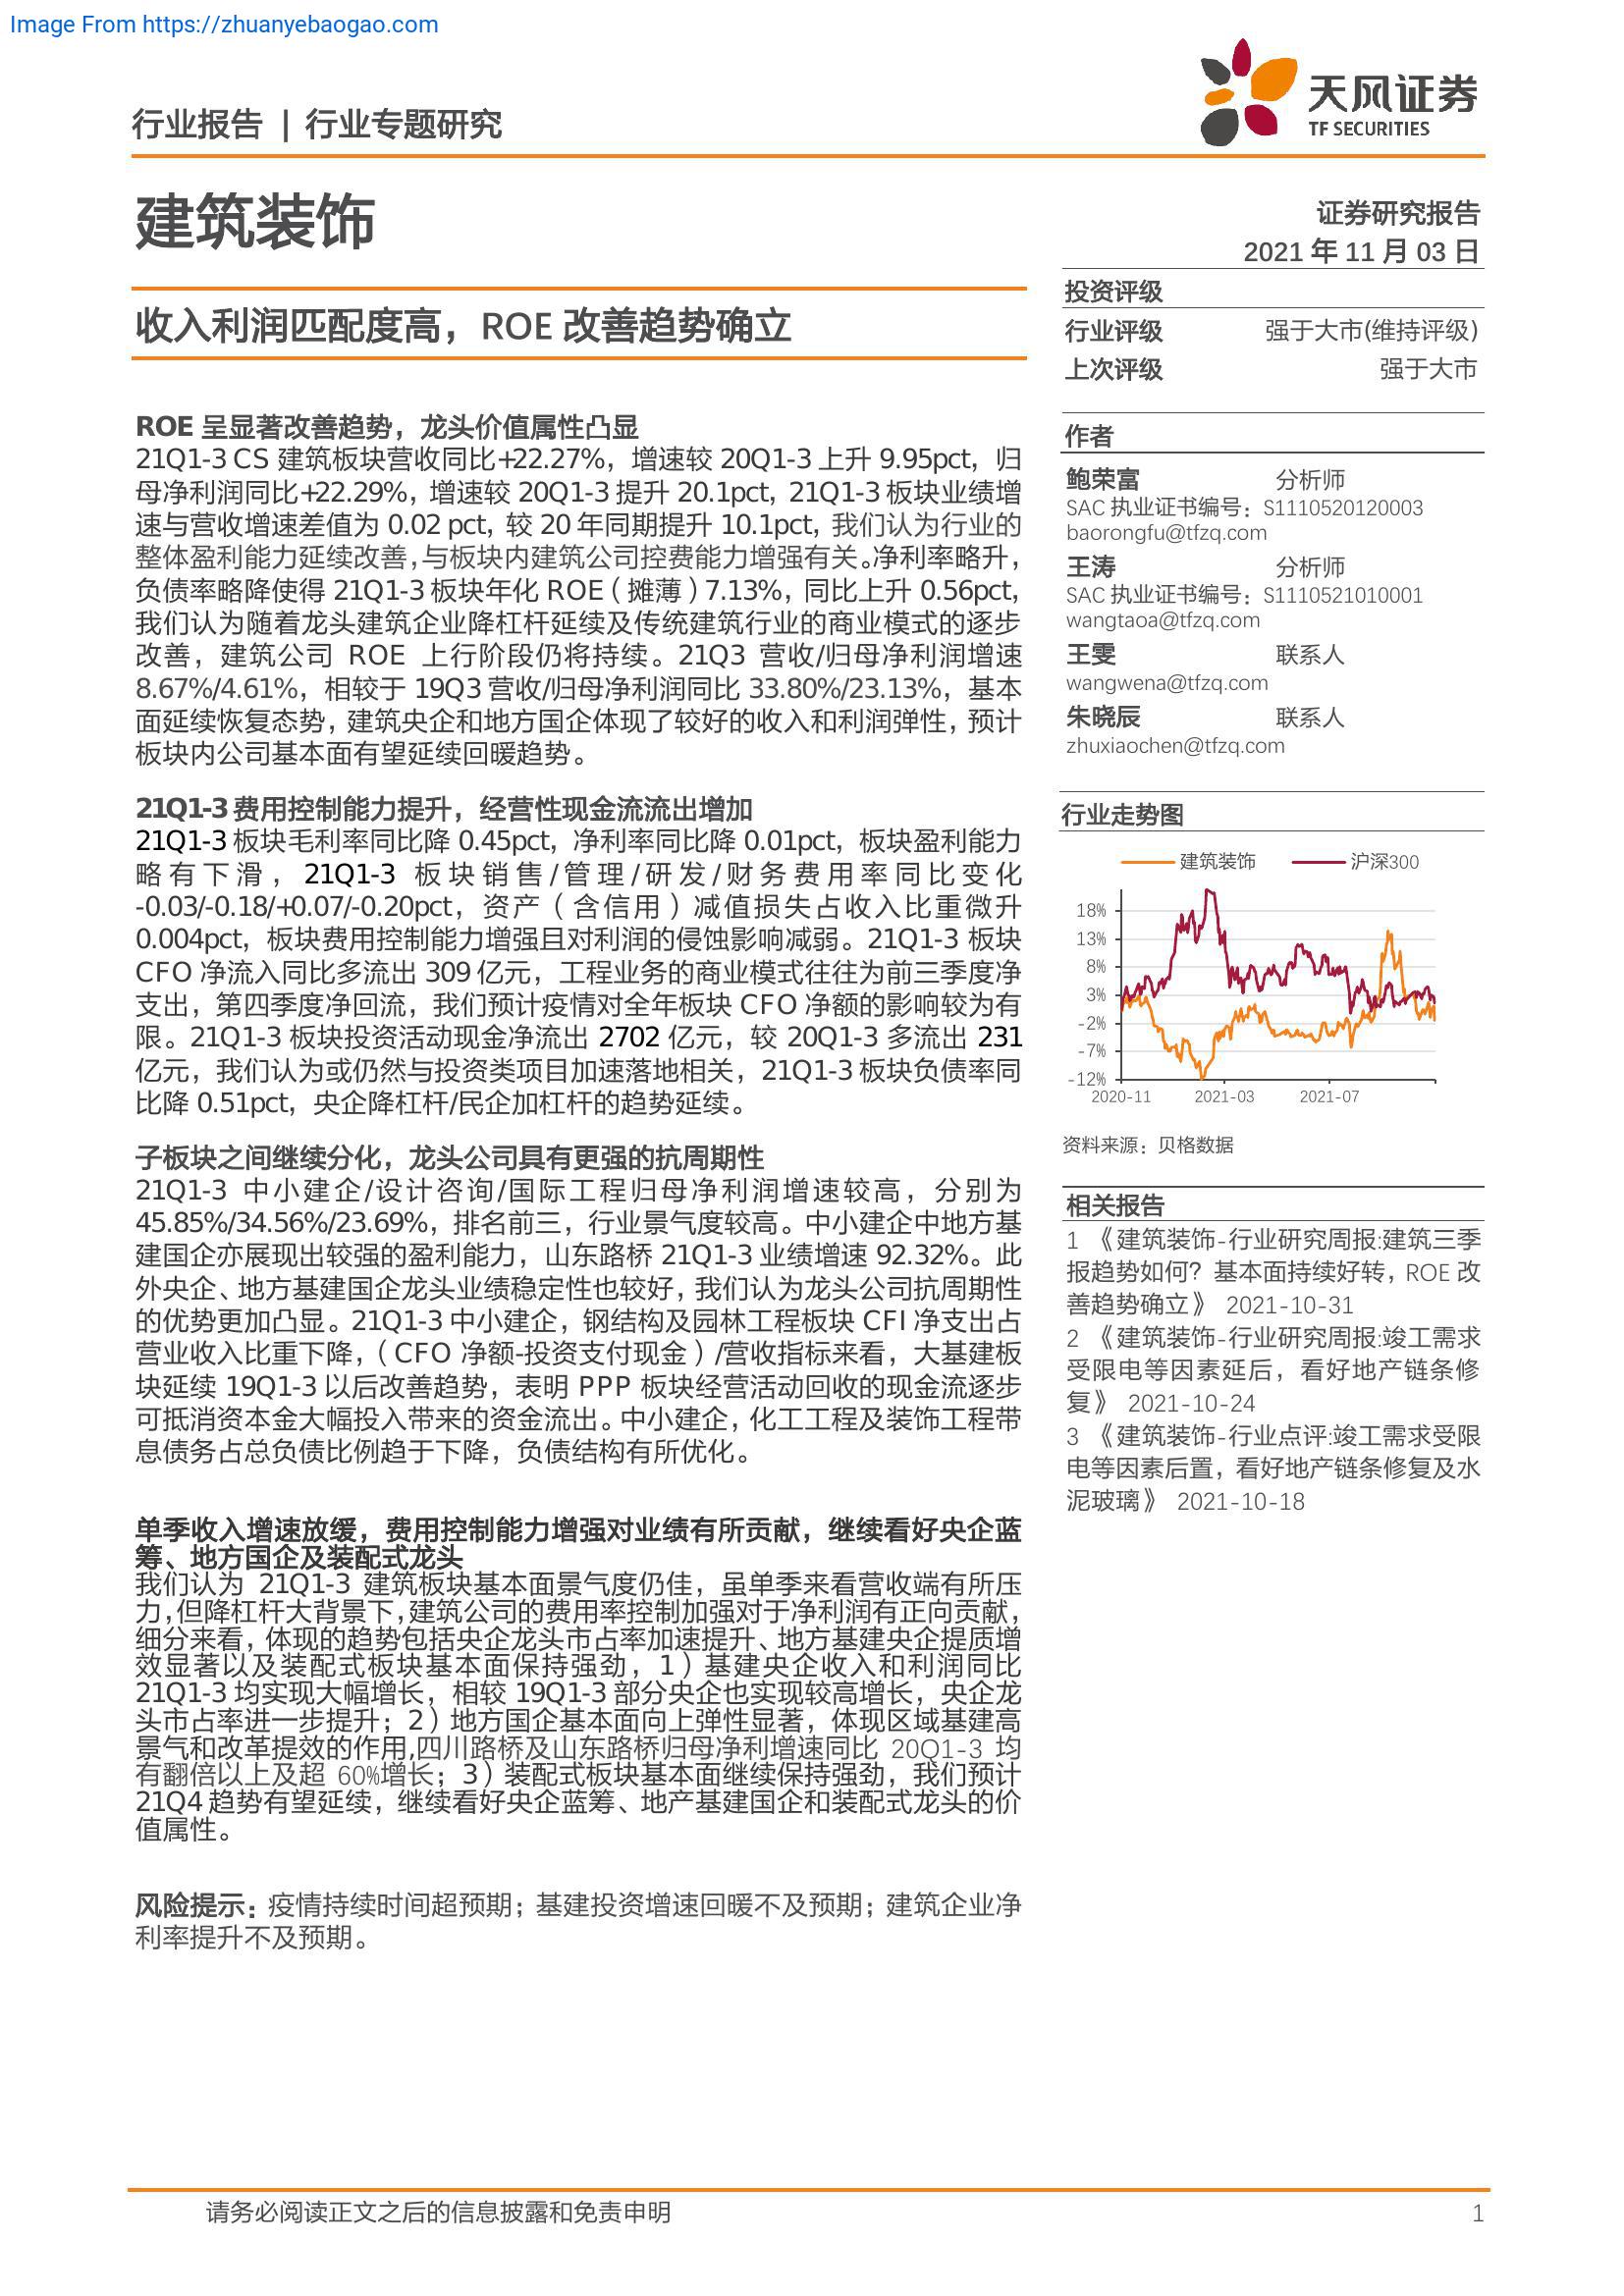 Image From https://zhuanyebaogao.com
行业报告 | 行业专题研究
天风证券
TF SECURITIES
建筑装饰
证券研究报告
2021 年 11 月 03 日
收入利润匹配度高，ROE 改善趋势确立
投资评级
行业评级 强于大市(维持评级)
上次评级 强于大市
ROE 呈显著改善趋势，龙头价值属性凸显
21Q1-3 CS 建筑板块营收同比+22.27%，增速较 20Q1-3 上升 9.95pct，归
母净利润同比+22.29%，增速较 20Q1-3 提升 20.1pct，21Q1-3 板块业绩增
速与营收增速差值为 0.02 pct，较 20 年同期提升 10.1pct，我们认为行业的
整体盈利能力延续改善，与板块内建筑公司控费能力增强有关。净利率略升，
负债率略降使得 21Q1-3 板块年化 ROE（摊薄）7.13%，同比上升 0.56pct，
我们认为随着龙头建筑企业降杠杆延续及传统建筑行业的商业模式的逐步
改善，建筑公司 ROE 上行阶段仍将持续。21Q3 营收/归母净利润增速
8.67%/4.61%，相较于 19Q3 营收/归母净利润同比 33.80%/23.13%，基本
面延续恢复态势，建筑央企和地方国企体现了较好的收入和利润弹性，预计
板块内公司基本面有望延续回暖趋势。
21Q1-3 费用控制能力提升，经营性现金流流出增加
21Q1-3 板块毛利率同比降 0.45pct，净利率同比降 0.01pct，板块盈利能力
略有下滑，21Q1-3 板块销售/管理/研发/财务费用率同比变化
-0.03/-0.18/+0.07/-0.20pct，资产（含信用）减值损失占收入比重微升
0.004pct，板块费用控制能力增强且对利润的侵蚀影响减弱。21Q1-3 板块
CFO 净流入同比多流出 309 亿元，工程业务的商业模式往往为前三季度净
支出，第四季度净回流，我们预计疫情对全年板块 CFO 净额的影响较为有
限。21Q1-3 板块投资活动现金净流出 2702 亿元，较 20Q1-3 多流出 231
亿元，我们认为或仍然与投资类项目加速落地相关，21Q1-3 板块负债率同
比降 0.51pct，央企降杠杆/民企加杠杆的趋势延续。
子板块之间继续分化，龙头公司具有更强的抗周期性
21Q1-3 中小建企/设计咨询/国际工程归母净利润增速较高，分别为
45.85%/34.56%/23.69%，排名前三，行业景气度较高。中小建企中地方基
建国企亦展现出较强的盈利能力，山东路桥 21Q1-3 业绩增速 92.32%。此
外央企、地方基建国企龙头业绩稳定性也较好，我们认为龙头公司抗周期性
的优势更加凸显。21Q1-3 中小建企，钢结构及园林工程板块 CFI 净支出占
营业收入比重下降，（CFO 净额-投资支付现金）/营收指标来看，大基建板
块延续 19Q1-3 以后改善趋势，表明 PPP 板块经营活动回收的现金流逐步
可抵消资本金大幅投入带来的资金流出。中小建企，化工工程及装饰工程带
息债务占总负债比例趋于下降，负债结构有所优化。
单季收入增速放缓，费用控制能力增强对业绩有所贡献，继续看好央企蓝
筹、地方国企及装配式龙头
我们认为 21Q1-3 建筑板块基本面景气度仍佳，虽单季来看营收端有所压
力，但降杠杆大背景下，建筑公司的费用率控制加强对于净利润有正向贡献，
细分来看，体现的趋势包括央企龙头市占率加速提升、地方基建央企提质增
效显著以及装配式板块基本面保持强劲，1）基建央企收入和利润同比
21Q1-3 均实现大幅增长，相较 19Q1-3 部分央企也实现较高增长，央企龙
头市占率进一步提升；2）地方国企基本面向上弹性显著，体现区域基建高
景气和改革提效的作用,四川路桥及山东路桥归母净利增速同比 20Q1-3 均
有翻倍以上及超 60%增长；3）装配式板块基本面继续保持强劲，我们预计
21Q4 趋势有望延续，继续看好央企蓝筹、地产基建国企和装配式龙头的价
值属性。
风险提示：疫情持续时间超预期；基建投资增速回暖不及预期；建筑企业净
利率提升不及预期。
作者
鲍荣富 分析师
SAC 执业证书编号：S1110520120003
baorongfu@tfzq.com
王涛 分析师
SAC 执业证书编号：S1110521010001
wangtaoa@tfzq.com
王雯 联系人
wangwena@tfzq.com
朱晓辰 联系人
zhuxiaochen@tfzq.com
行业走势图
建筑装饰 沪深300
18%
13%
8%
3%
-2%
-7%
-12%
2020-11 2021-03 2021-07
资料来源：贝格数据
相关报告
1 《建筑装饰-行业研究周报:建筑三季
报趋势如何？基本面持续好转，ROE 改
善趋势确立》 2021-10-31
2 《建筑装饰-行业研究周报:竣工需求
受限电等因素延后，看好地产链条修
复》 2021-10-24
3 《建筑装饰-行业点评:竣工需求受限
电等因素后置，看好地产链条修复及水
泥玻璃》 2021-10-18
请务必阅读正文之后的信息披露和免责申明 1